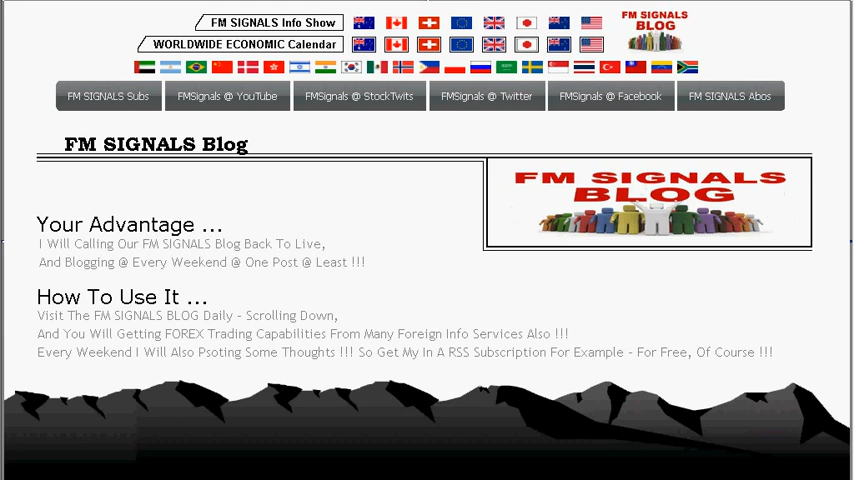 FM SIGNALS Info Show
WORLDWIDE ECONOMIC Calendar
FM SIGNALS
BLOG
FM SIGNALS Subs
FMSignals @ YouTube
FMSignals @ StockTwits
FMSignals @ Twitter
FMSignals @ Facebook
FM SIGNALS Abos
FM SIGNALS Blog
FM SIGNALS
BLOG
Your Advantage ...
I Will Calling Our FM SIGNALS Blog Back To Live,
And Blogging @ Every Weekend @ One Post @ Least !!!
How To Use It ...
Visit The FM SIGNALS BLOG Daily - Scrolling Down,
And You Will Getting FOREX Trading Capabilities From Many Foreign Info Services Also !!!
Every Weekend I Will Also Psoting Some Thoughts !!! So Get My In A RSS Subscription For Example - For Free, Of Course !!!